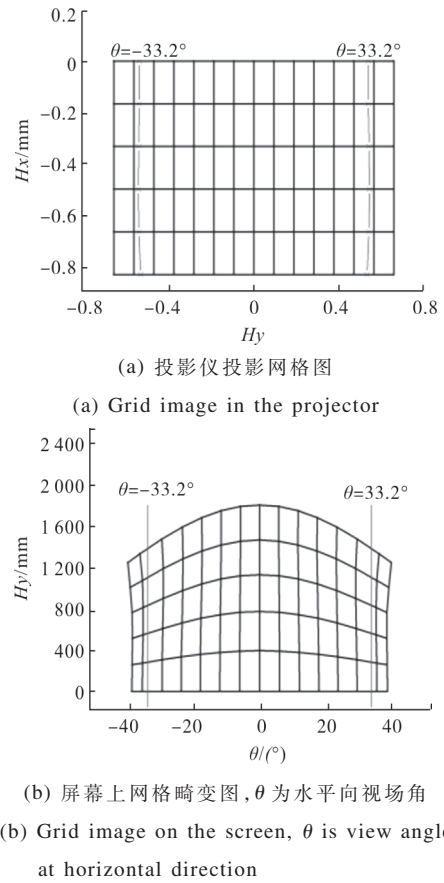 0.2
θ=−33.2°
θ=33.2°
0
−0.2
−0.4
−0.6
−0.8
Hx/mm
−0.8
−0.4
0
0.4
0.8
Hy
(a) 投影仪投影网格图
(a) Grid image in the projector
2 400
2 000
θ=−33.2°
θ=33.2°
1 600
1 200
800
400
0
Hy/mm
−40
−20
0
20
40
θ/(°)
(b) 屏幕上网格畸变图,θ 为水平向视场角
(b) Grid image on the screen, θ is view angle
at horizontal direction